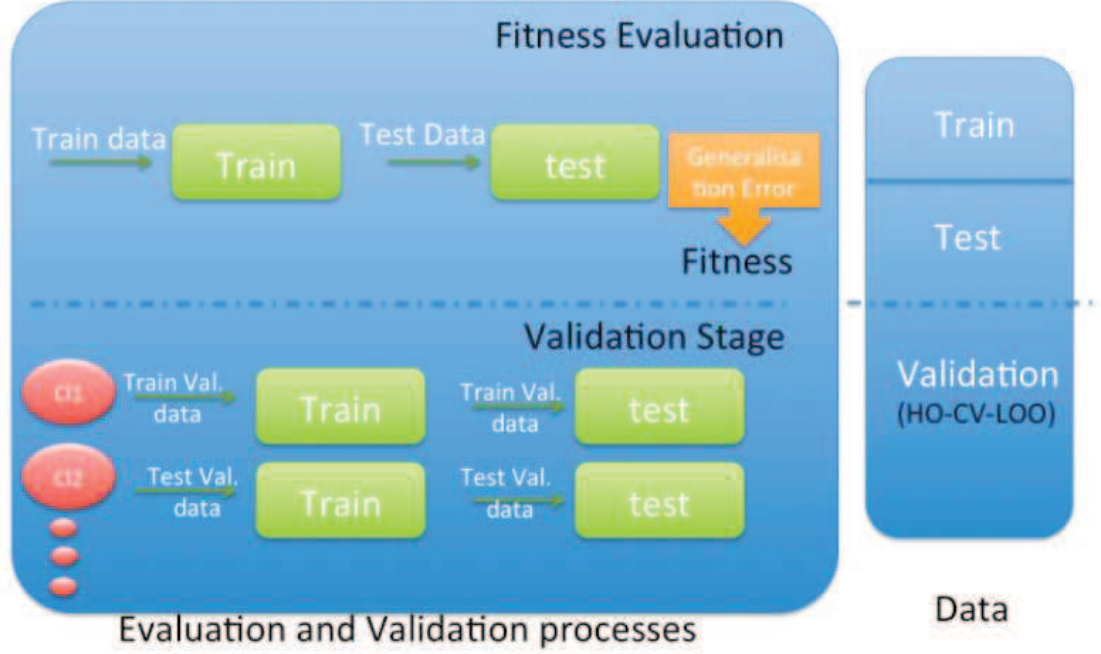 Fitness Evaluation
Train data
Train
Test Data
test
Generalisa
tion Error
Fitness
Validation Stage
CI1
Train Val.
data
Train
Train Val.
data
test
CI2
Test Val.
data
Train
Test Val.
data
test
Evaluation and Validation processes
Train
Test
Validation
(HO-CV-LOO)
Data